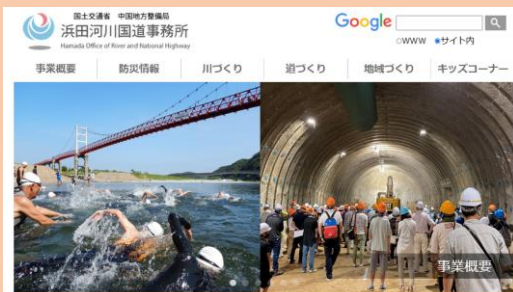 国土交通省 中国地方整備局
浜田河川国道事務所
Hamada Office of River and National Highway
Google
WWW サイト内
事業概要 防災情報 川づくり 道づくり 地域づくり キッズコーナー
事業概要